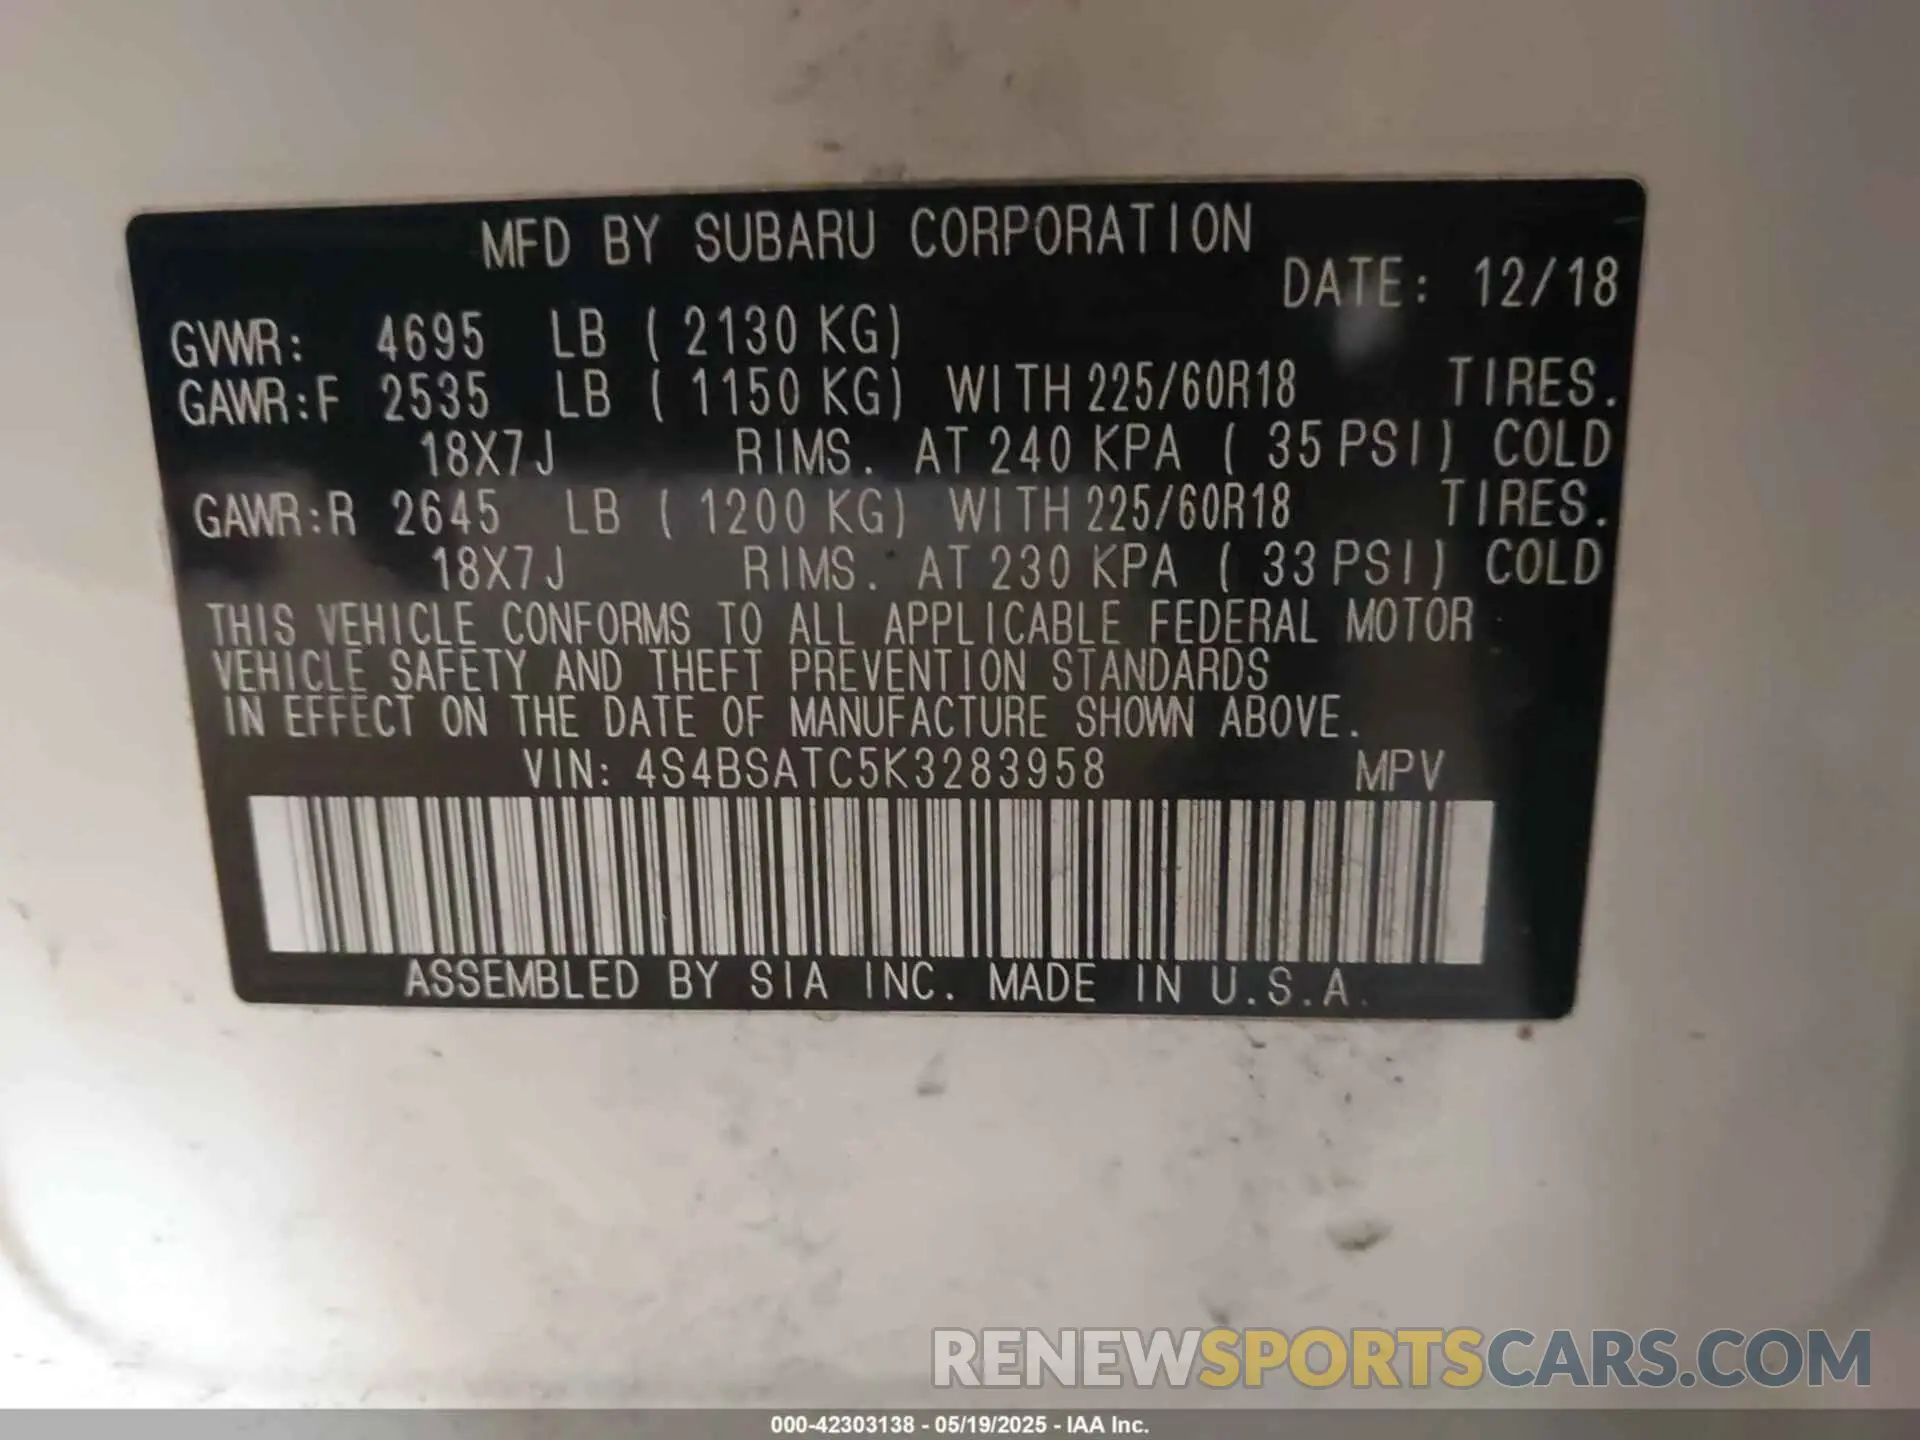 MFD BY SUBARU CORPORATION
DATE: 12/18
GVWR: 4695 LB ( 2130 KG)
GAWR:F 2535 LB ( 1150 KG) WITH 225/60R18 TIRES.
18X7J RIMS. AT 240 KPA ( 35 PSI) COLD
GAWR:R 2645 LB ( 1200 KG) WITH 225/60R18 TIRES.
18X7J RIMS. AT 230 KPA ( 33 PSI) COLD
THIS VEHICLE CONFORMS TO ALL APPLICABLE FEDERAL MOTOR
VEHICLE SAFETY AND THEFT PREVENTION STANDARDS
IN EFFECT ON THE DATE OF MANUFACTURE SHOWN ABOVE.
VIN: 4S4BSATC5K3283958 MPV
ASSEMBLED BY SIA INC. MADE IN U.S.A.
RENEWSPORTSCARS.COM
000-42303138 - 05/19/2025 - IAA Inc.